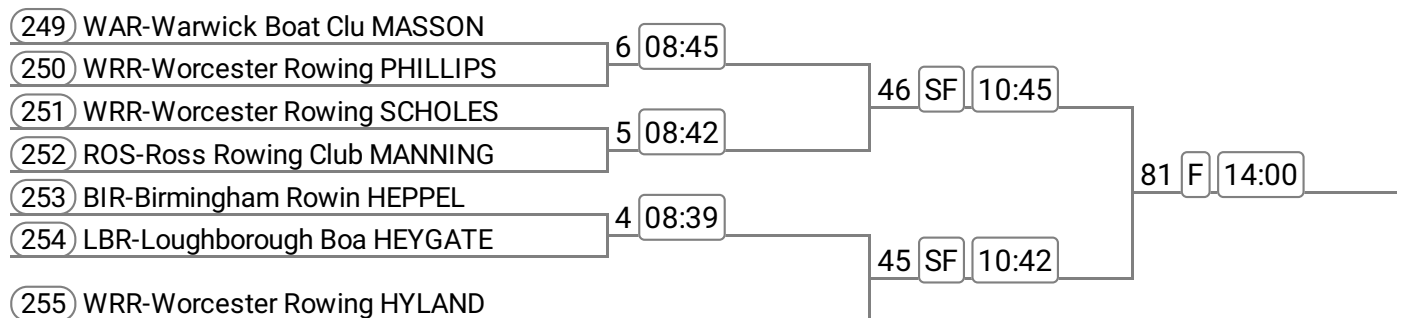 249 WAR-Warwick Boat Clu MASSON
6 08:45
250 WRR-Worcester Rowing PHILLIPS
46 SF 10:45
251 WRR-Worcester Rowing SCHOLES
5 08:42
252 ROS-Ross Rowing Club MANNING
81 F 14:00
253 BIR-Birmingham Rowin HEPPEL
4 08:39
254 LBR-Loughborough Boa HEYGATE
45 SF 10:42
255 WRR-Worcester Rowing HYLAND